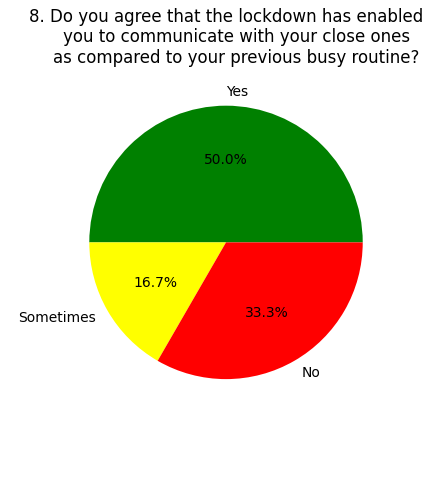 8. Do you agree that the lockdown has enabled
you to communicate with your close ones
as compared to your previous busy routine?
Yes
50.0%
16.7%
33.3%
Sometimes
No